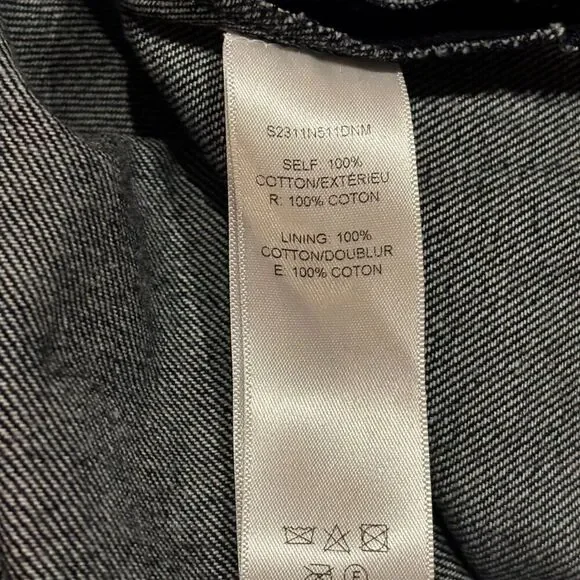 S2311N511DNM
SELF: 100%
COTTON/EXTÉRIEU
R: 100% COTON
LINING: 100%
COTTON/DOUBLUR
E: 100% COTON
F